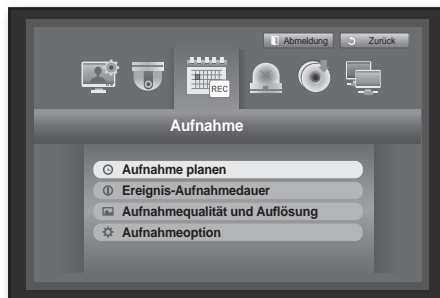 Abmeldung Zurück
REC
Aufnahme
Aufnahme planen
Ereignis-Aufnahmedauer
Aufnahmequalität und Auflösung
Aufnahmeoption